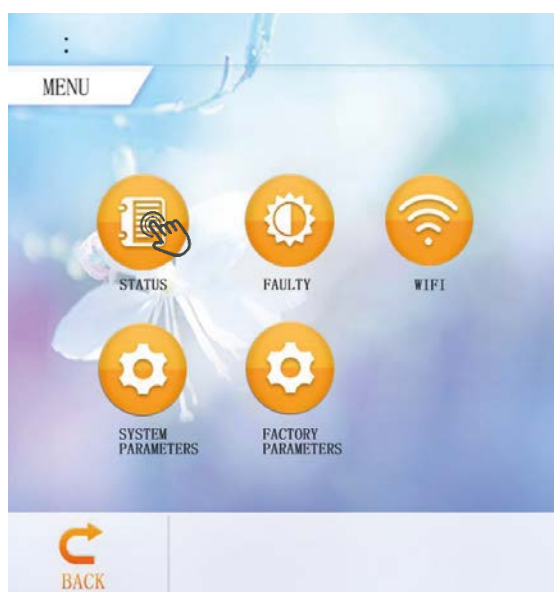 :
MENU
STATUS
FAULTY
WIFI
SYSTEM
PARAMETERS
FACTORY
PARAMETERS
BACK